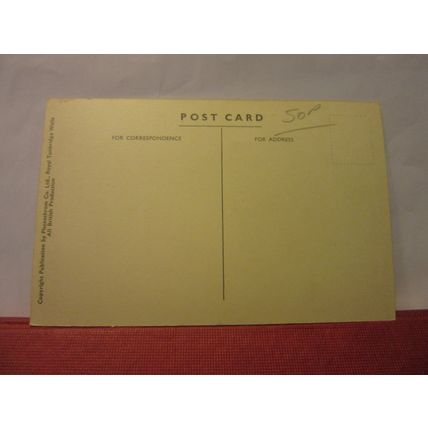 POST CARD
50P
FOR CORRESPONDENCE
FOR ADDRESS
Copyright Publication by Photochrom Co. Ltd., Royal Tunbridge Wells
All British Production